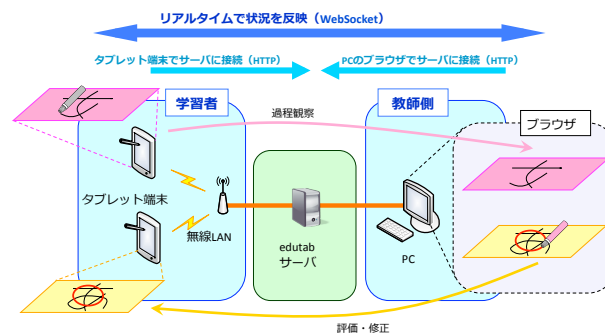 リアルタイムで状況を反映（WebSocket）
タブレット端末でサーバに接続（HTTP）
PCのブラウザでサーバに接続（HTTP）
学習者
教師側
過程観察
ブラウザ
タブレット端末
無線LAN
edutab
サーバ
PC
評価・修正